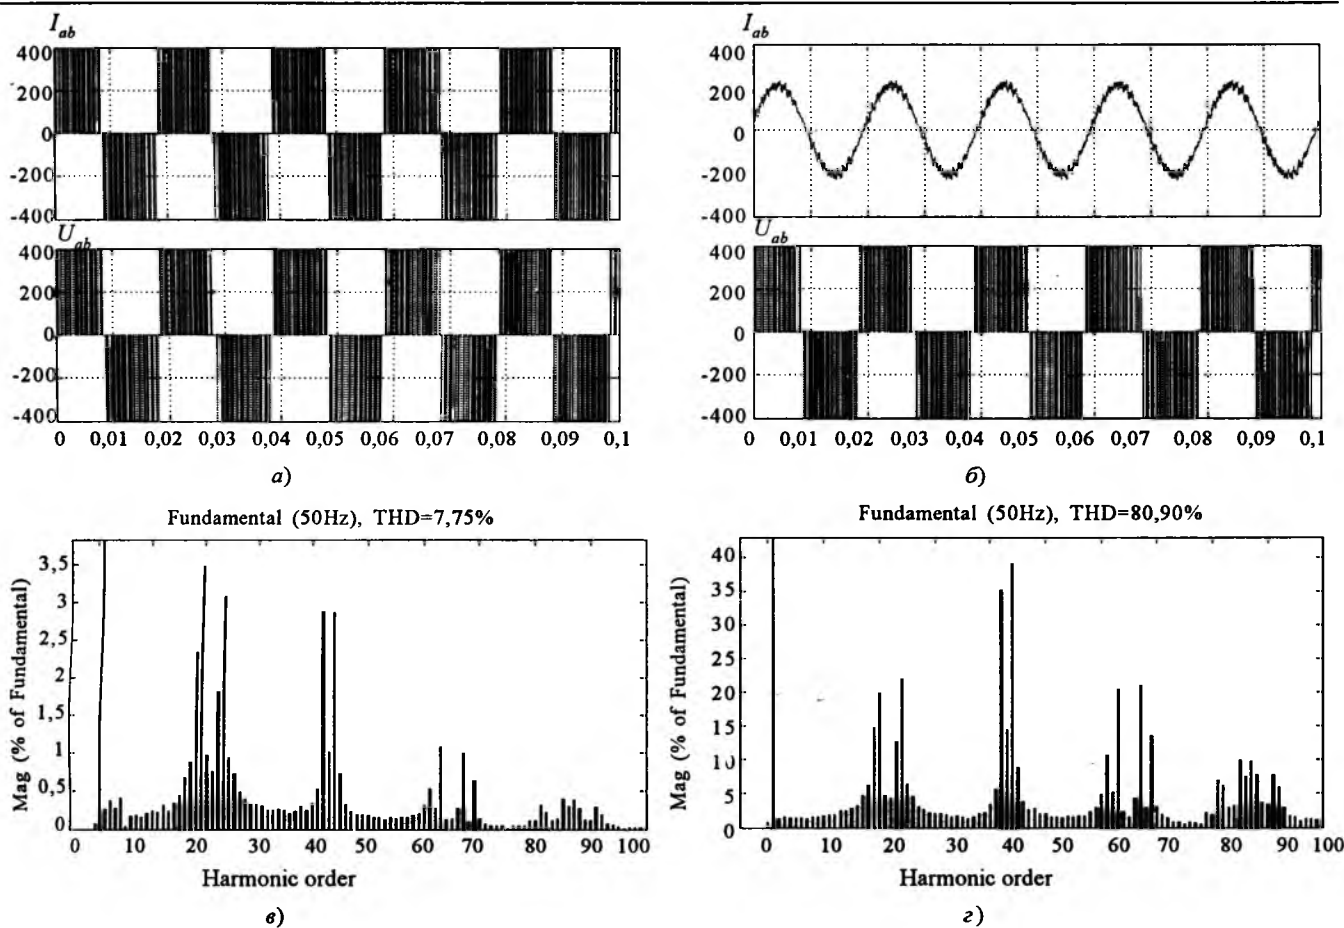 I_ab
400
200
0
-200
-400
U_ab
400
200
0
-200
-400
0 0,01 0,02 0,03 0,04 0,05 0,06 0,07 0,08 0,09 0,1
а)
I_ab
400
200
0
-200
-400
U_ab
400
200
0
-200
-400
0 0,01 0,02 0,03 0,04 0,05 0,06 0,07 0,08 0,09 0,1
б)
Fundamental (50Hz), THD=7,75%
Mag (% of Fundamental)
3,5
3
2,5
2
1,5
1
0,5
0
0 10 20 30 40 50 60 70 80 90 100
Harmonic order
в)
Fundamental (50Hz), THD=80,90%
Mag (% of Fundamental)
40
35
30
25
20
15
10
5
0
0 10 20 30 40 50 60 70 80 90 100
Harmonic order
г)